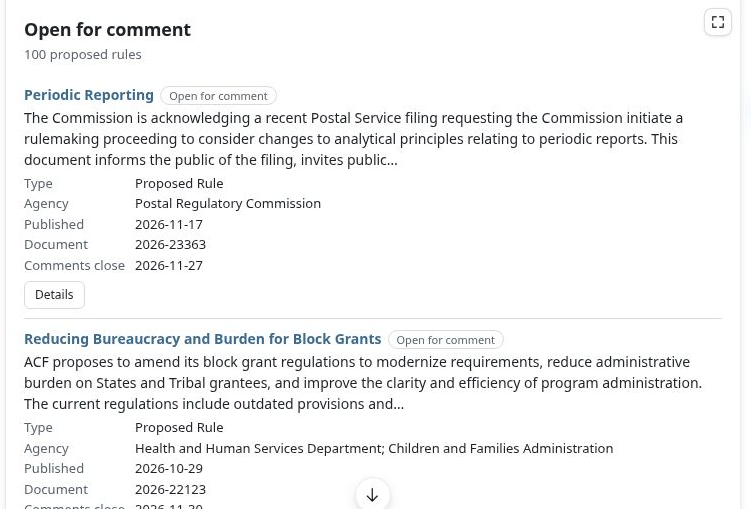 Open for comment
100 proposed rules
Periodic Reporting Open for comment
The Commission is acknowledging a recent Postal Service filing requesting the Commission initiate a
rulemaking proceeding to consider changes to analytical principles relating to periodic reports. This
document informs the public of the filing, invites public...
Type Proposed Rule
Agency Postal Regulatory Commission
Published 2026-11-17
Document 2026-23363
Comments close 2026-11-27
Details
Reducing Bureaucracy and Burden for Block Grants Open for comment
ACF proposes to amend its block grant regulations to modernize requirements, reduce administrative
burden on States and Tribal grantees, and improve the clarity and efficiency of program administration.
The current regulations include outdated provisions and...
Type Proposed Rule
Agency Health and Human Services Department; Children and Families Administration
Published 2026-10-29
Document 2026-22123
Comments close 2026-11-30